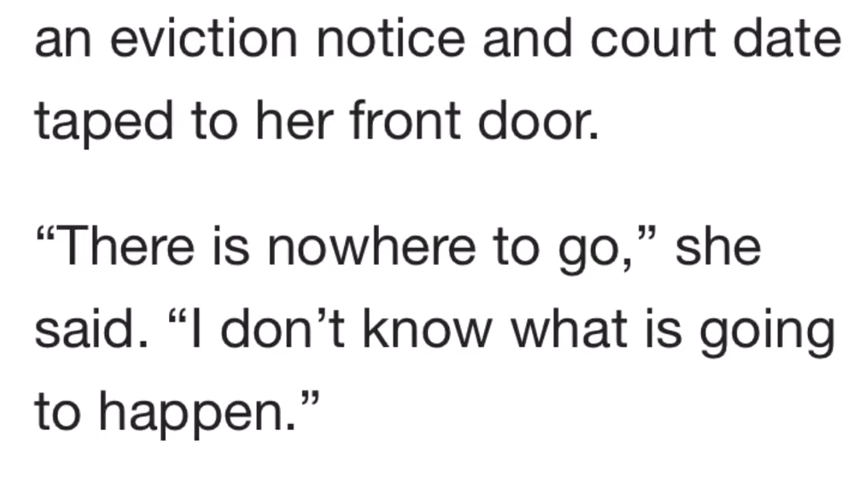 an eviction notice and court date
taped to her front door.
“There is nowhere to go,” she
said. “I don’t know what is going
to happen.”